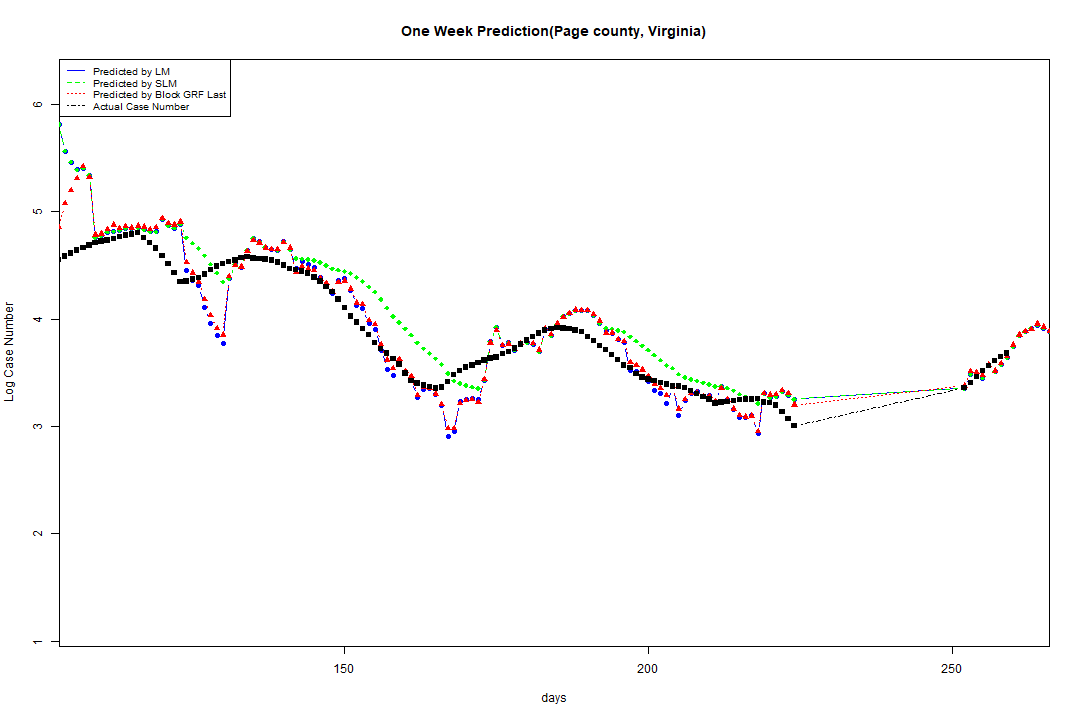 One Week Prediction(Page county, Virginia)
Predicted by LM
Predicted by SLM
Predicted by Block GRF Last
Actual Case Number
6
5
4
3
2
1
Log Case Number
150
200
250
days